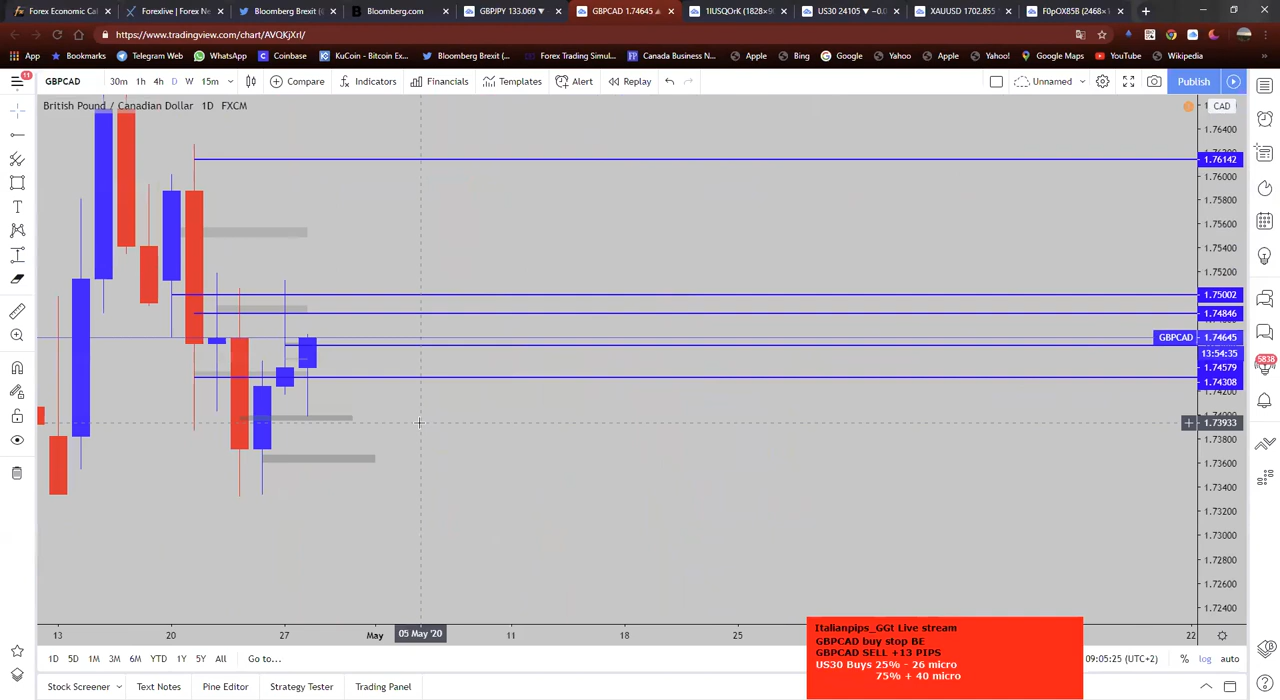 Forex Economic Cal
Forexlive | Forex Ne
Bloomberg Brexit (@
Bloomberg.com
GBPJPY 133.069 ▼
GBPCAD 1.74645 ▲
1IUSQOrK (1828×9
US30 24105 ▼ −0.
XAUUSD 1702.855
F0pOX85B (2468×1
https://www.tradingview.com/chart/AVQKjXrl/
App
Bookmarks
Telegram Web
WhatsApp
Coinbase
KuCoin - Bitcoin Ex...
Bloomberg Brexit (...
Forex Trading Simul...
Canada Business N...
Apple
Bing
Google
Yahoo
Apple
Yahoo!
Google Maps
YouTube
Wikipedia
11
GBPCAD
30m 1h 4h D W 15m
Compare
Indicators
Financials
Templates
Alert
Replay
Unnamed
Publish
British Pound / Canadian Dollar 1D FXCM
CAD
1.76400
1.76142
1.76000
1.75800
1.75600
1.75400
1.75200
1.75002
1.74846
GBPCAD 1.74645
13:54:35
1.74579
1.74308
1.73933
1.73800
1.73600
1.73400
1.73200
1.73000
1.72800
1.72600
1.72400
5838
13 20 27 May 05 May '20 11 18 25 22
Italianpips_GGt Live stream
GBPCAD buy stop BE
GBPCAD SELL +13 PIPS
US30 Buys 25% - 26 micro
75% + 40 micro
1D 5D 1M 3M 6M YTD 1Y 5Y All Go to...
09:05:25 (UTC+2) % log auto
Stock Screener
Text Notes
Pine Editor
Strategy Tester
Trading Panel